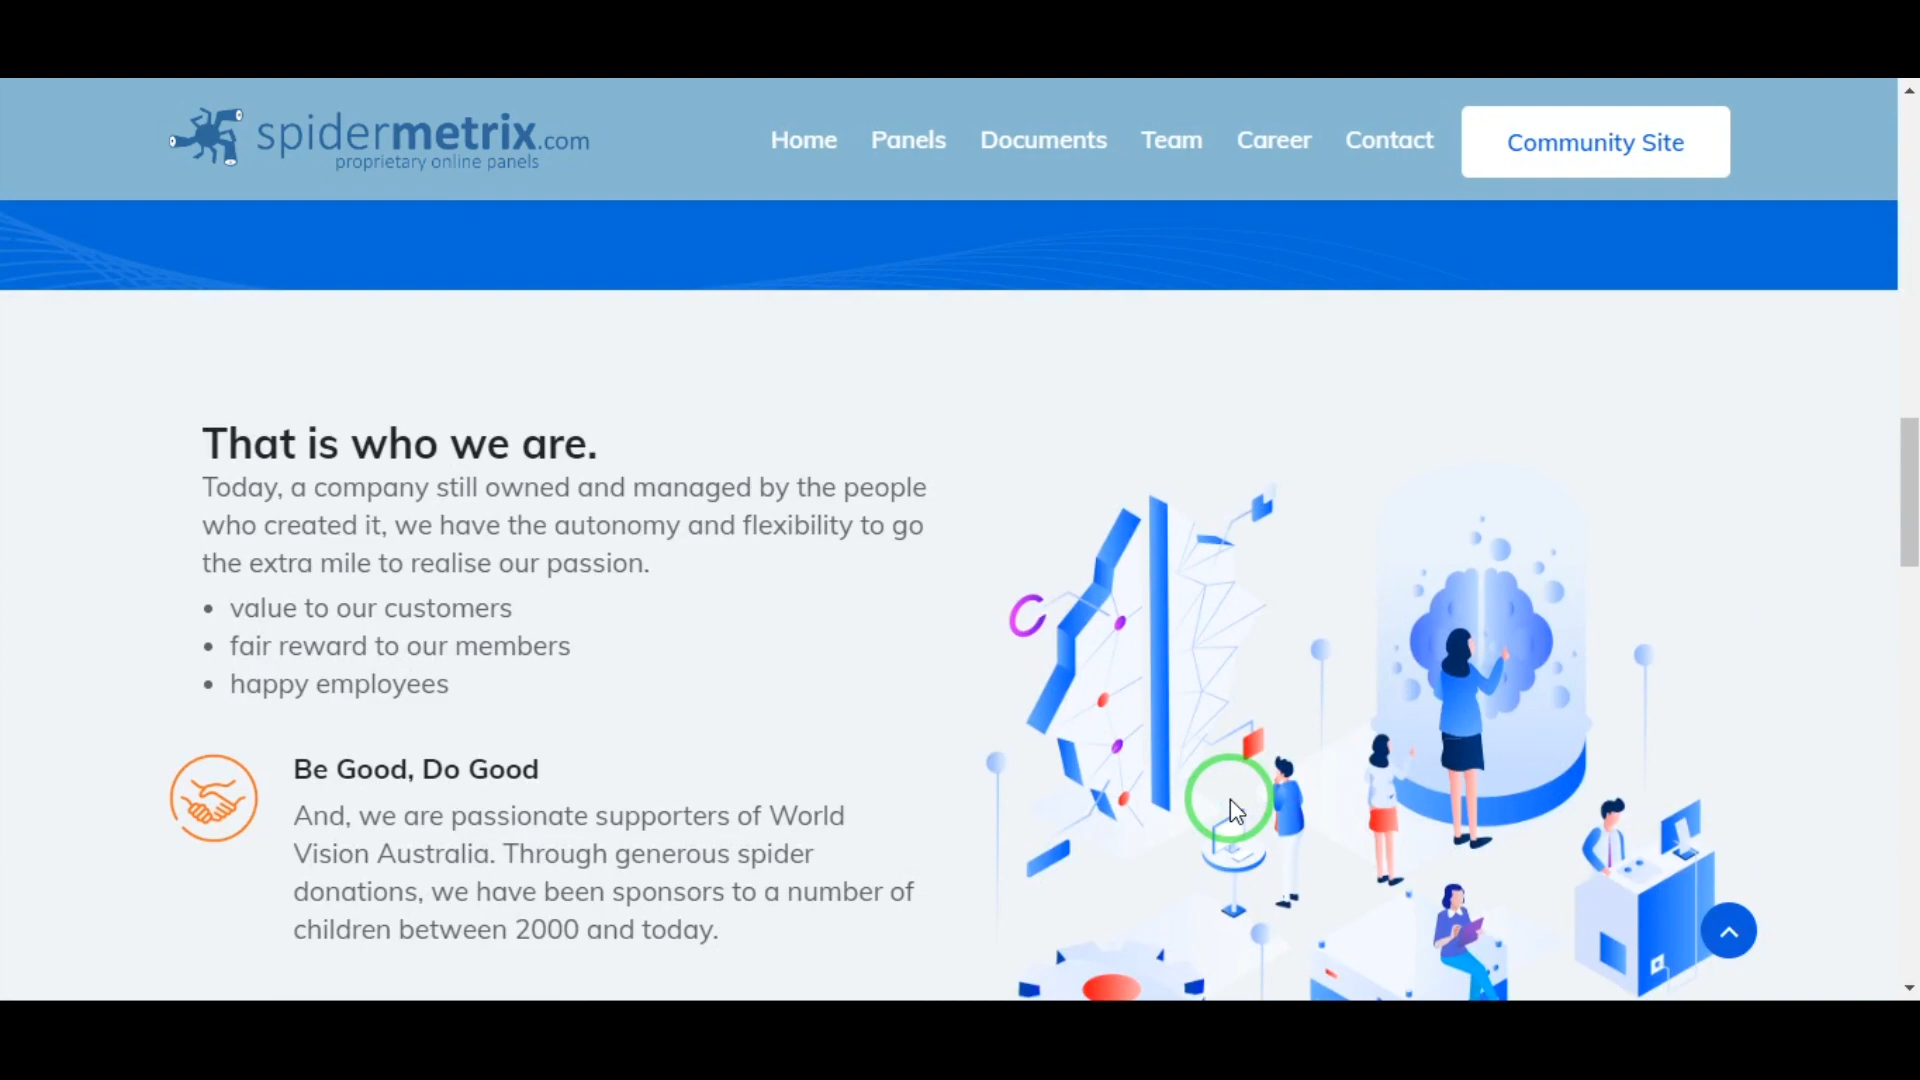 spidermetrix.com
proprietary online panels
Home Panels Documents Team Career Contact Community Site
That is who we are.
Today, a company still owned and managed by the people
who created it, we have the autonomy and flexibility to go
the extra mile to realise our passion.
• value to our customers
• fair reward to our members
• happy employees
Be Good, Do Good
And, we are passionate supporters of World
Vision Australia. Through generous spider
donations, we have been sponsors to a number of
children between 2000 and today.